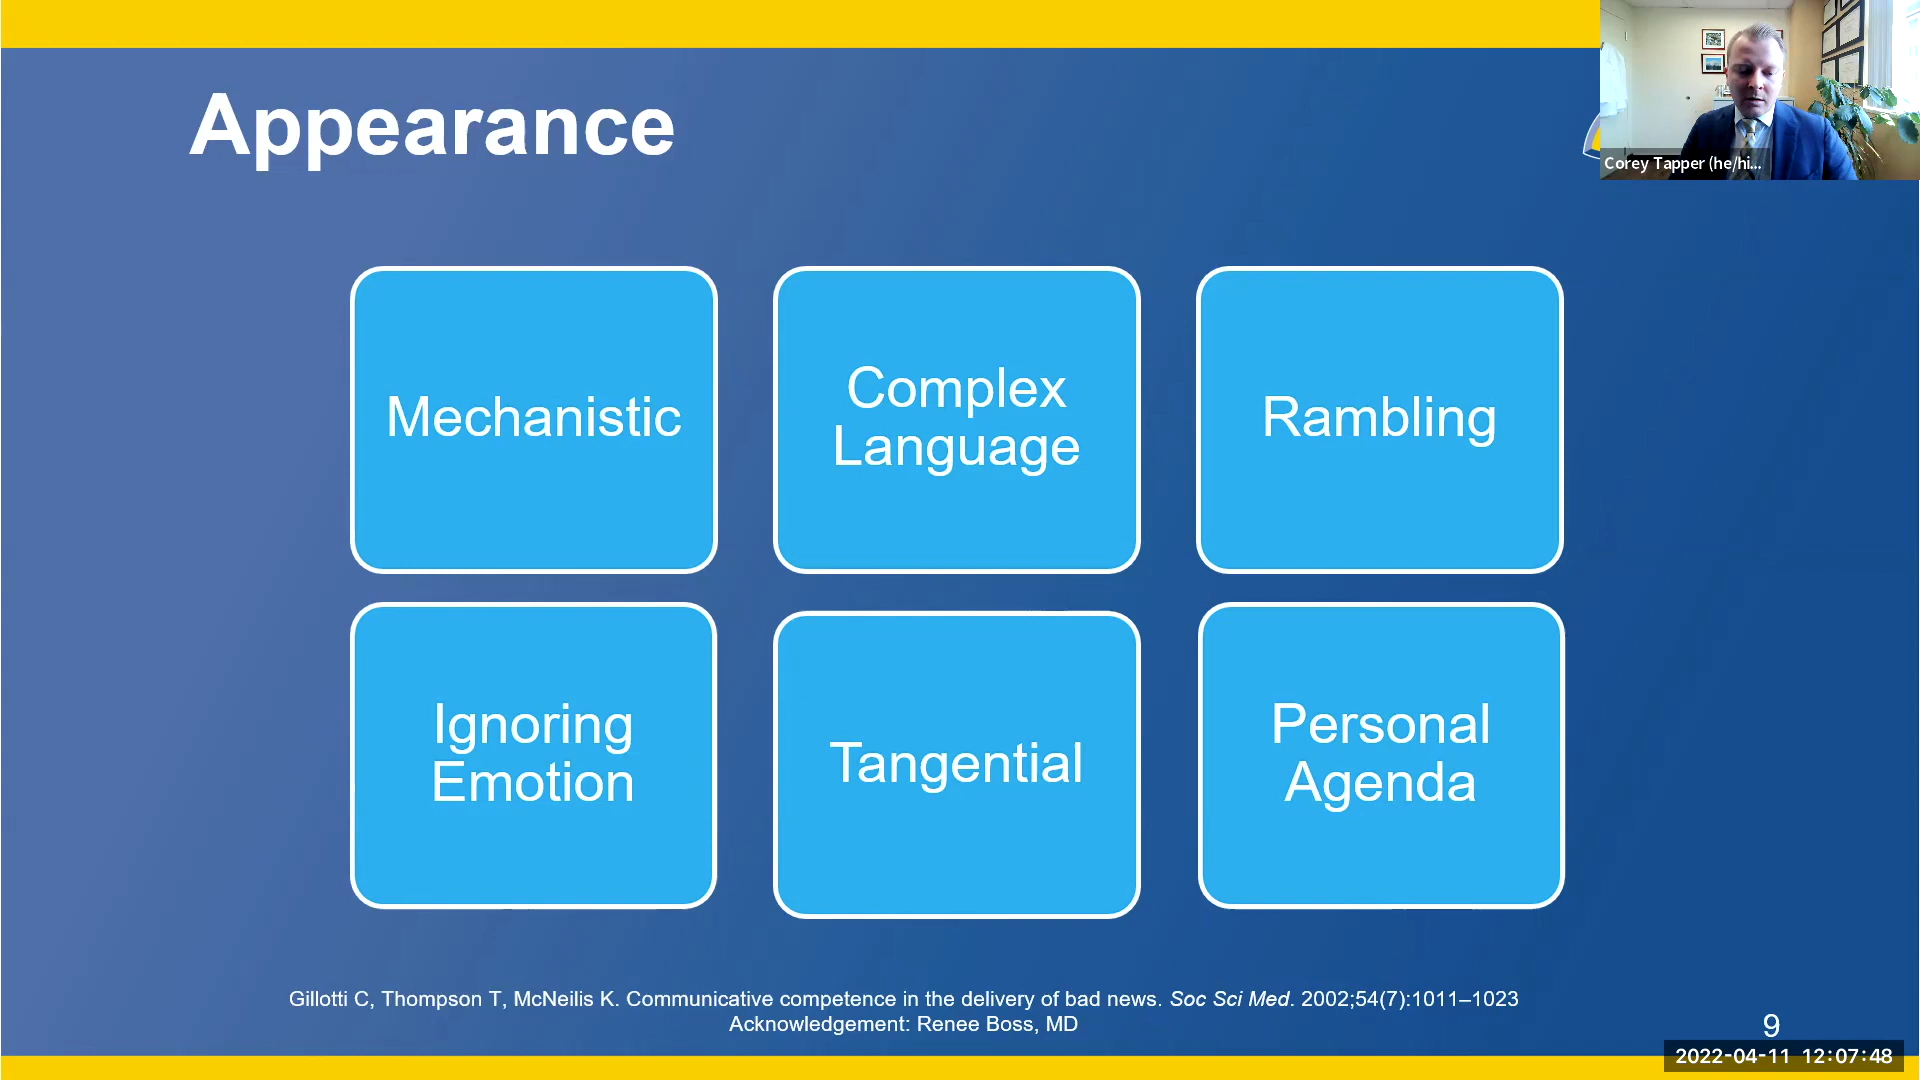 Appearance
Corey Tapper (he/hi...
Mechanistic
Complex
Language
Rambling
Ignoring
Emotion
Tangential
Personal
Agenda
Gillotti C, Thompson T, McNeilis K. Communicative competence in the delivery of bad news. Soc Sci Med. 2002;54(7):1011–1023
Acknowledgement: Renee Boss, MD
9
2022-04-11 12:07:48